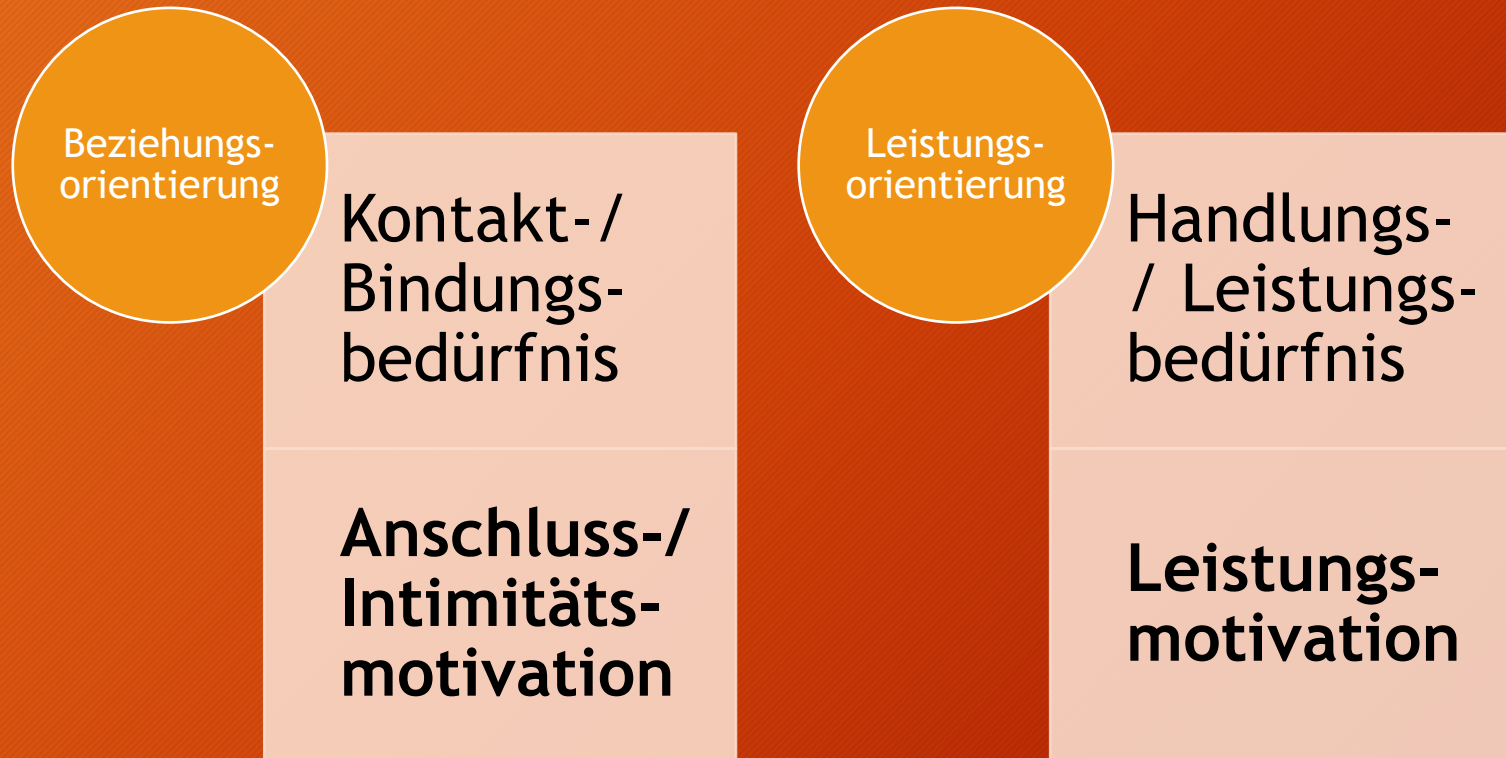 Beziehungs-
orientierung
Kontakt-/
Bindungs-
bedürfnis
Anschluss-/
Intimitäts-
motivation
Leistungs-
orientierung
Handlungs-
/ Leistungs-
bedürfnis
Leistungs-
motivation